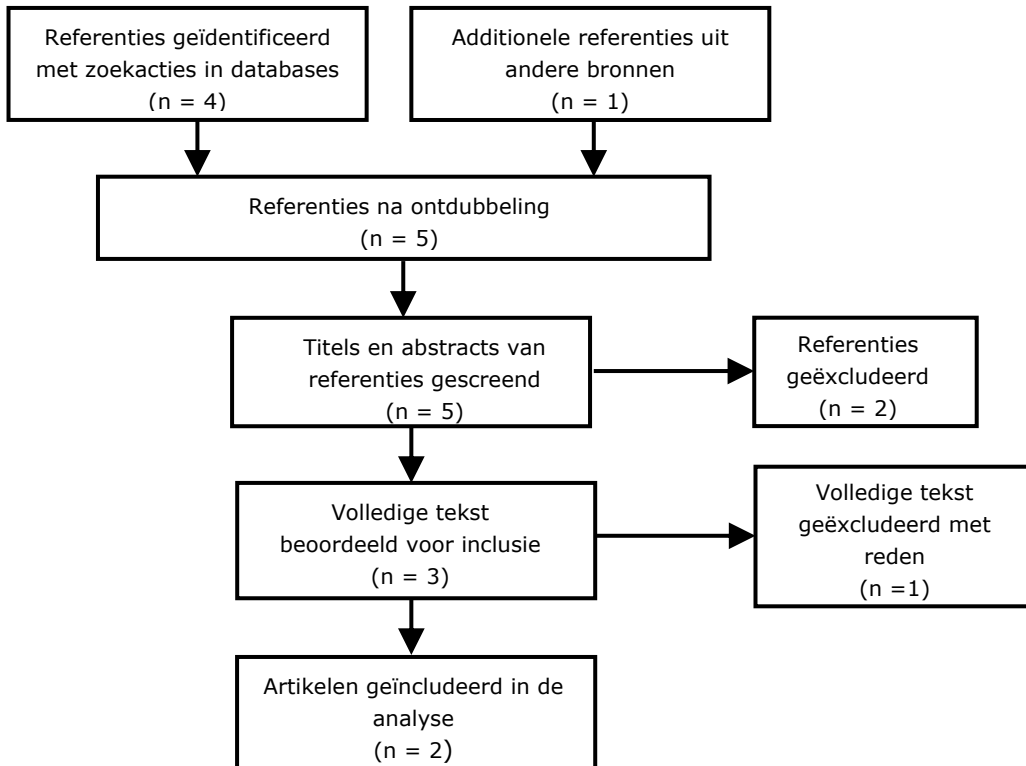 Referenties geïdentificeerd
met zoekacties in databases
(n = 4)
Additionele referenties uit
andere bronnen
(n = 1)
Referenties na ontdubbeling
(n = 5)
Titels en abstracts van
referenties gescreend
(n = 5)
Referenties
geëxcludeerd
(n = 2)
Volledige tekst
beoordeeld voor inclusie
(n = 3)
Volledige tekst
geëxcludeerd met
reden
(n =1)
Artikelen geïncludeerd in de
analyse
(n = 2)